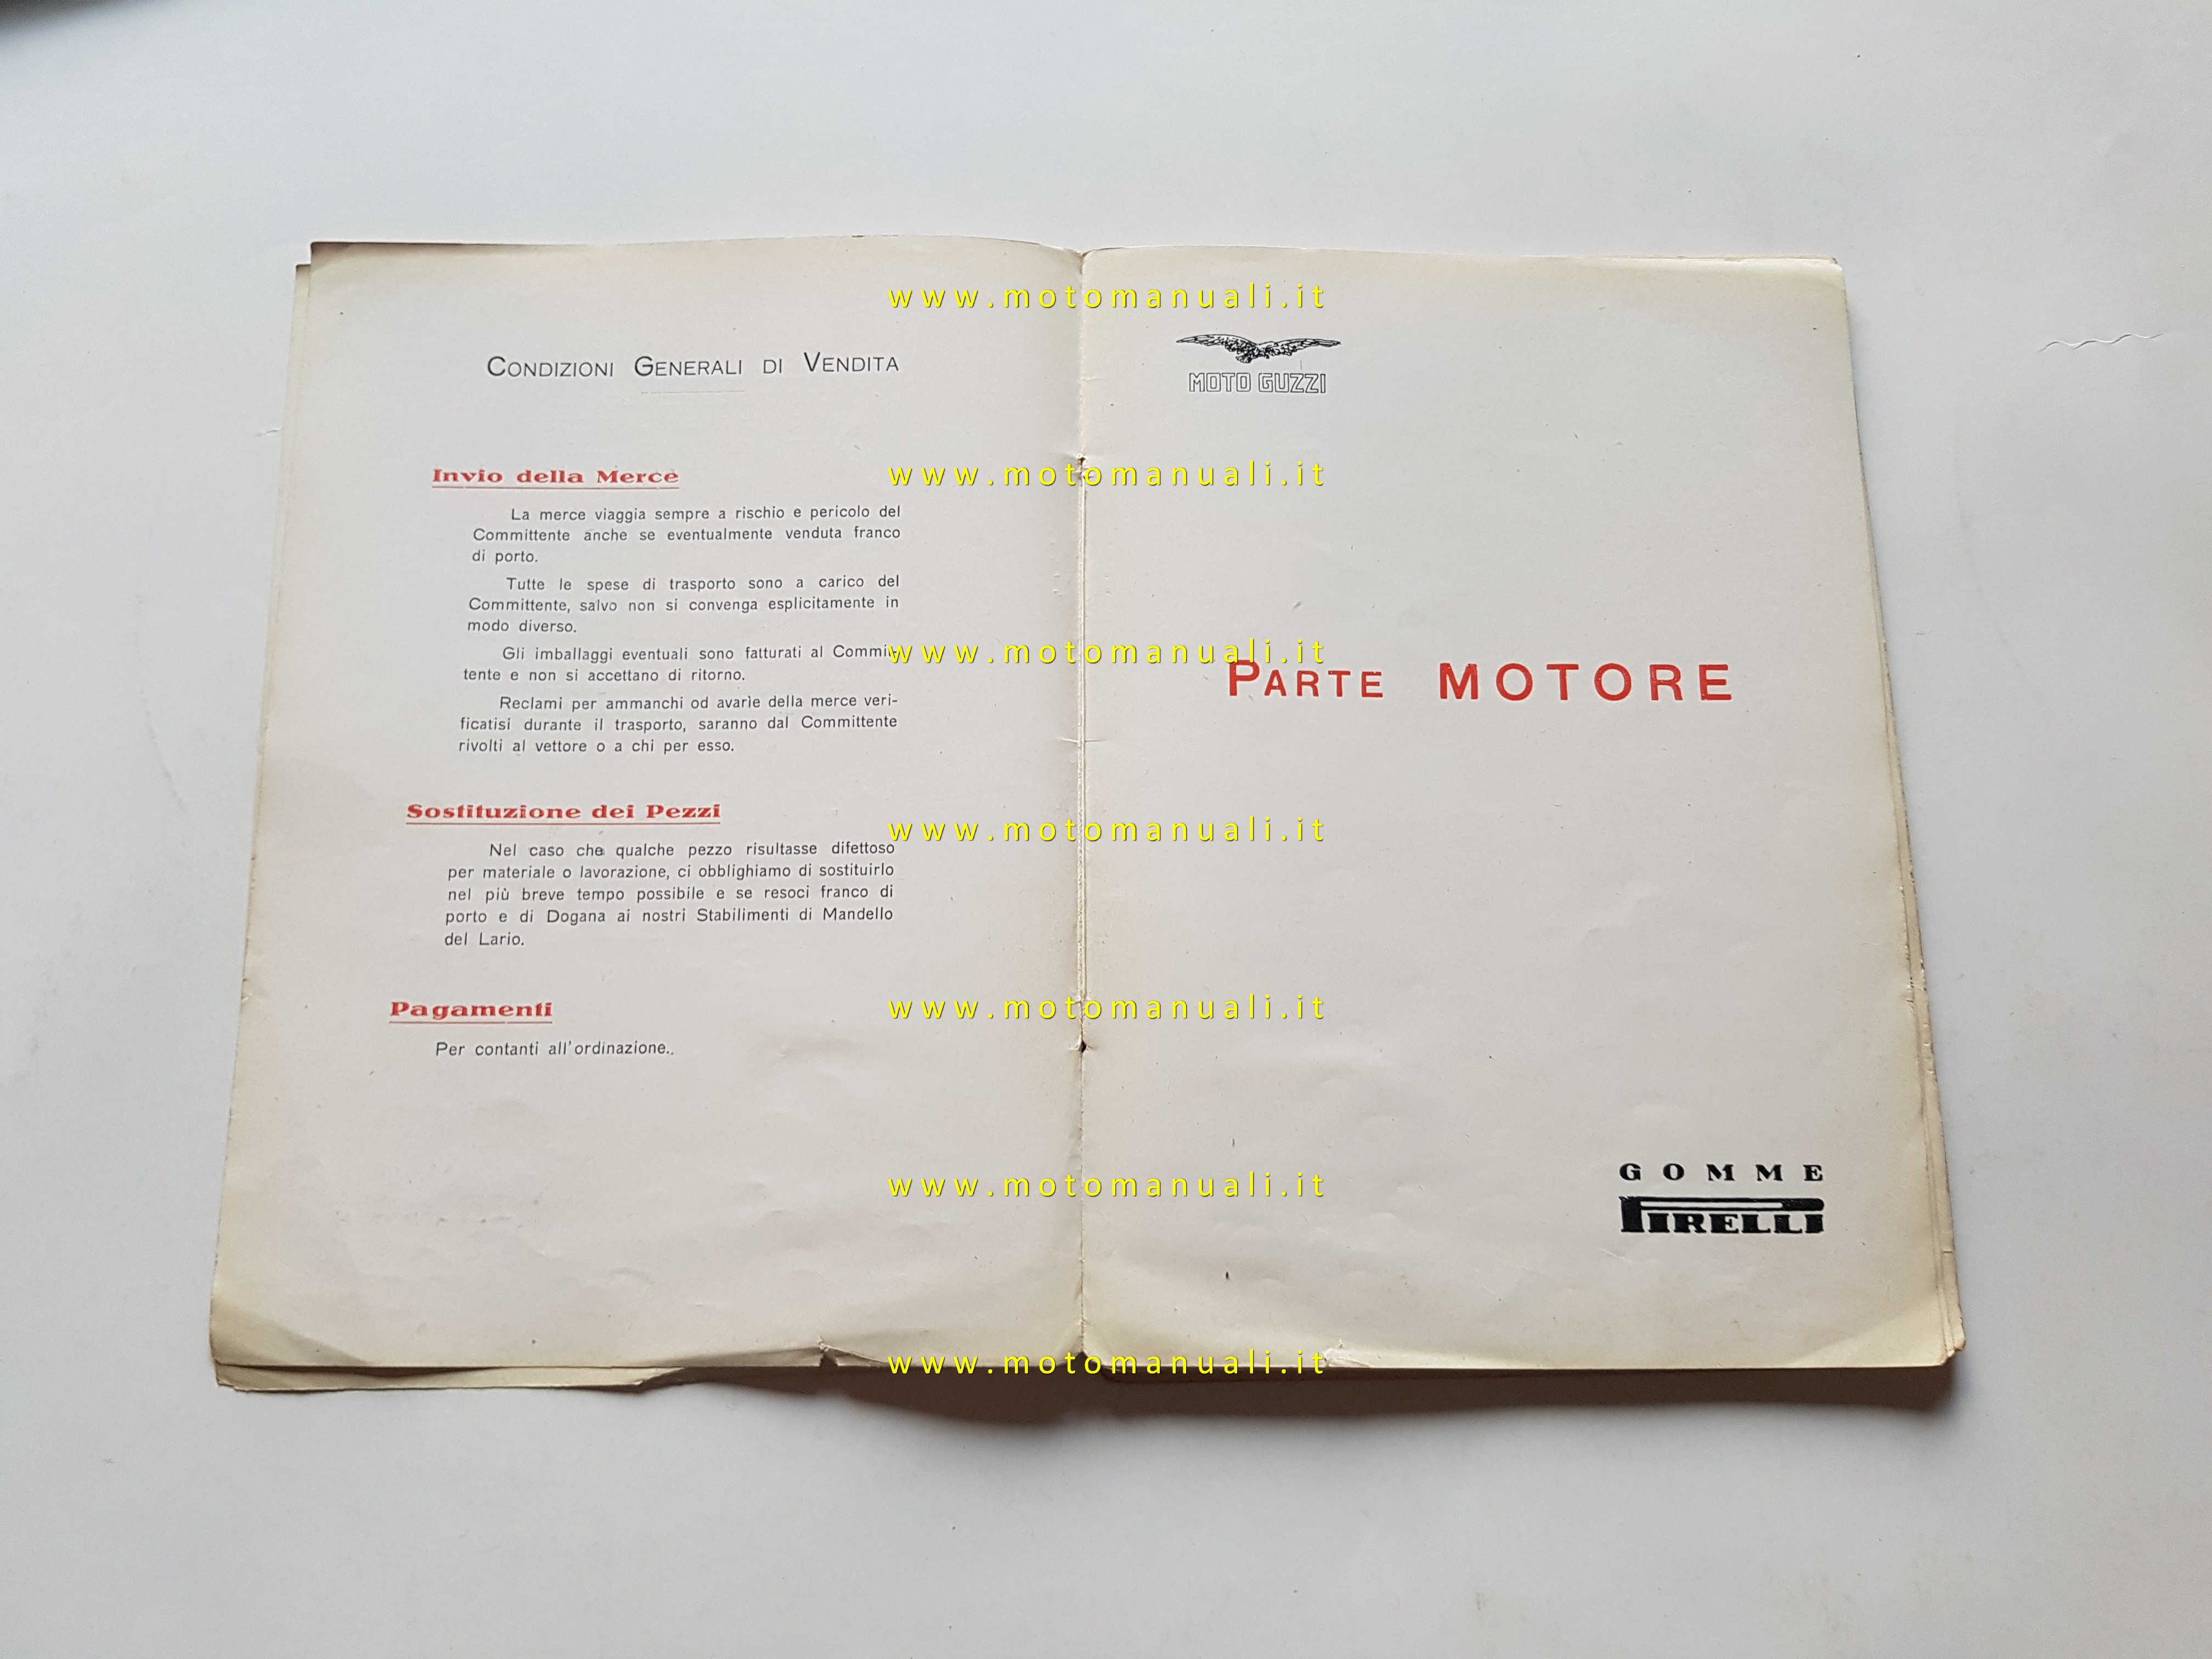 CONDIZIONI GENERALI DI VENDITA
Invio della Merce
La merce viaggia sempre a rischio e pericolo del
Committente anche se eventualmente venduta franco
di porto.
Tutte le spese di trasporto sono a carico del
Committente, salvo non si convenga esplicitamente in
modo diverso.
Gli imballaggi eventuali sono fatturati al Commit-
tente e non si accettano di ritorno.
Reclami per ammanchi od avarie della merce veri-
ficatisi durante il trasporto, saranno dal Committente
rivolti al vettore o a chi per esso.
Sostituzione dei Pezzi
Nel caso che qualche pezzo risultasse difettoso
per materiale o lavorazione, ci obblighiamo di sostituirlo
nel più breve tempo possibile e se resoci franco di
porto e di Dogana ai nostri Stabilimenti di Mandello
del Lario.
Pagamenti
Per contanti all'ordinazione..
MOTO GUZZI
PARTE MOTORE
GOMME
PIRELLI
www.motomanuali.it
www.motomanuali.it
www.motomanuali.it
www.motomanuali.it
www.motomanuali.it
www.motomanuali.it
www.motomanuali.it